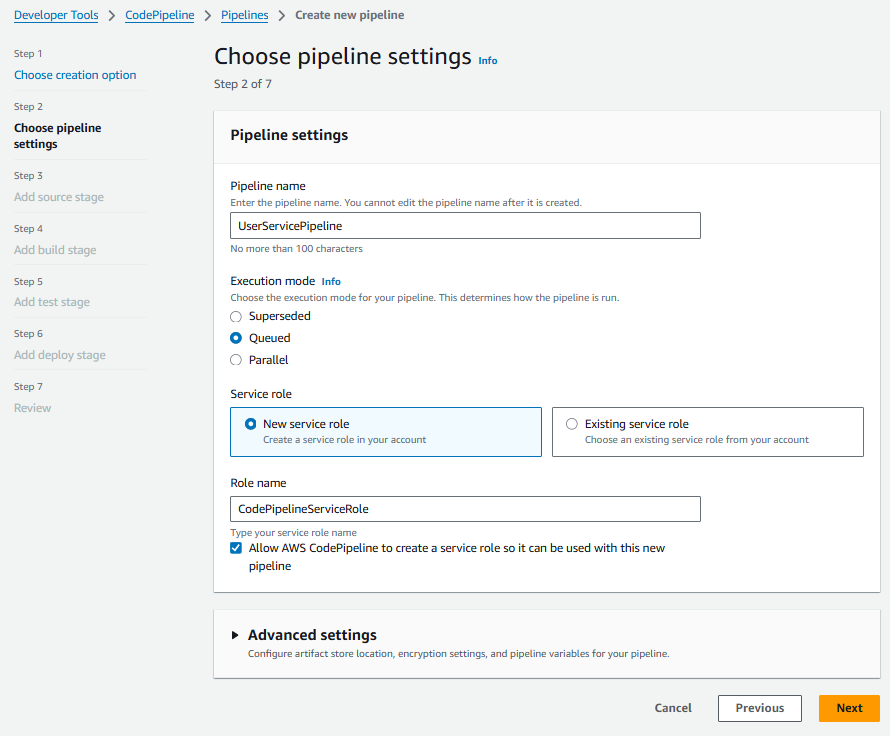 Developer Tools > CodePipeline > Pipelines > Create new pipeline
Step 1
Choose creation option
Step 2
Choose pipeline
settings
Step 3
Add source stage
Step 4
Add build stage
Step 5
Add test stage
Step 6
Add deploy stage
Step 7
Review
Choose pipeline settings Info
Step 2 of 7
Pipeline settings
Pipeline name
Enter the pipeline name. You cannot edit the pipeline name after it is created.
UserServicePipeline
No more than 100 characters
Execution mode Info
Choose the execution mode for your pipeline. This determines how the pipeline is run.
Superseded
Queued
Parallel
Service role
New service role
Create a service role in your account
Existing service role
Choose an existing service role from your account
Role name
CodePipelineServiceRole
Type your service role name
Allow AWS CodePipeline to create a service role so it can be used with this new
pipeline
Advanced settings
Configure artifact store location, encryption settings, and pipeline variables for your pipeline.
Cancel Previous Next